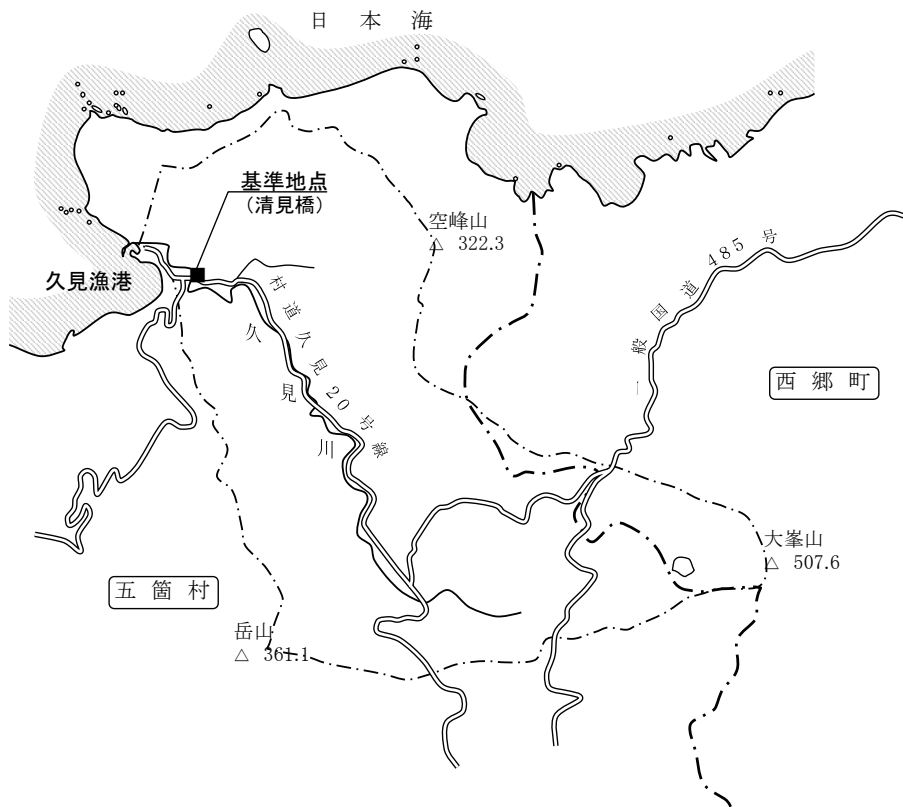 日本海
基準地点
(清見橋)
空峰山
△ 322.3
一般国道485号
久見漁港
村道久見20号線
久見川
西郷町
大峯山
△ 507.6
五箇村
岳山
△ 361.1